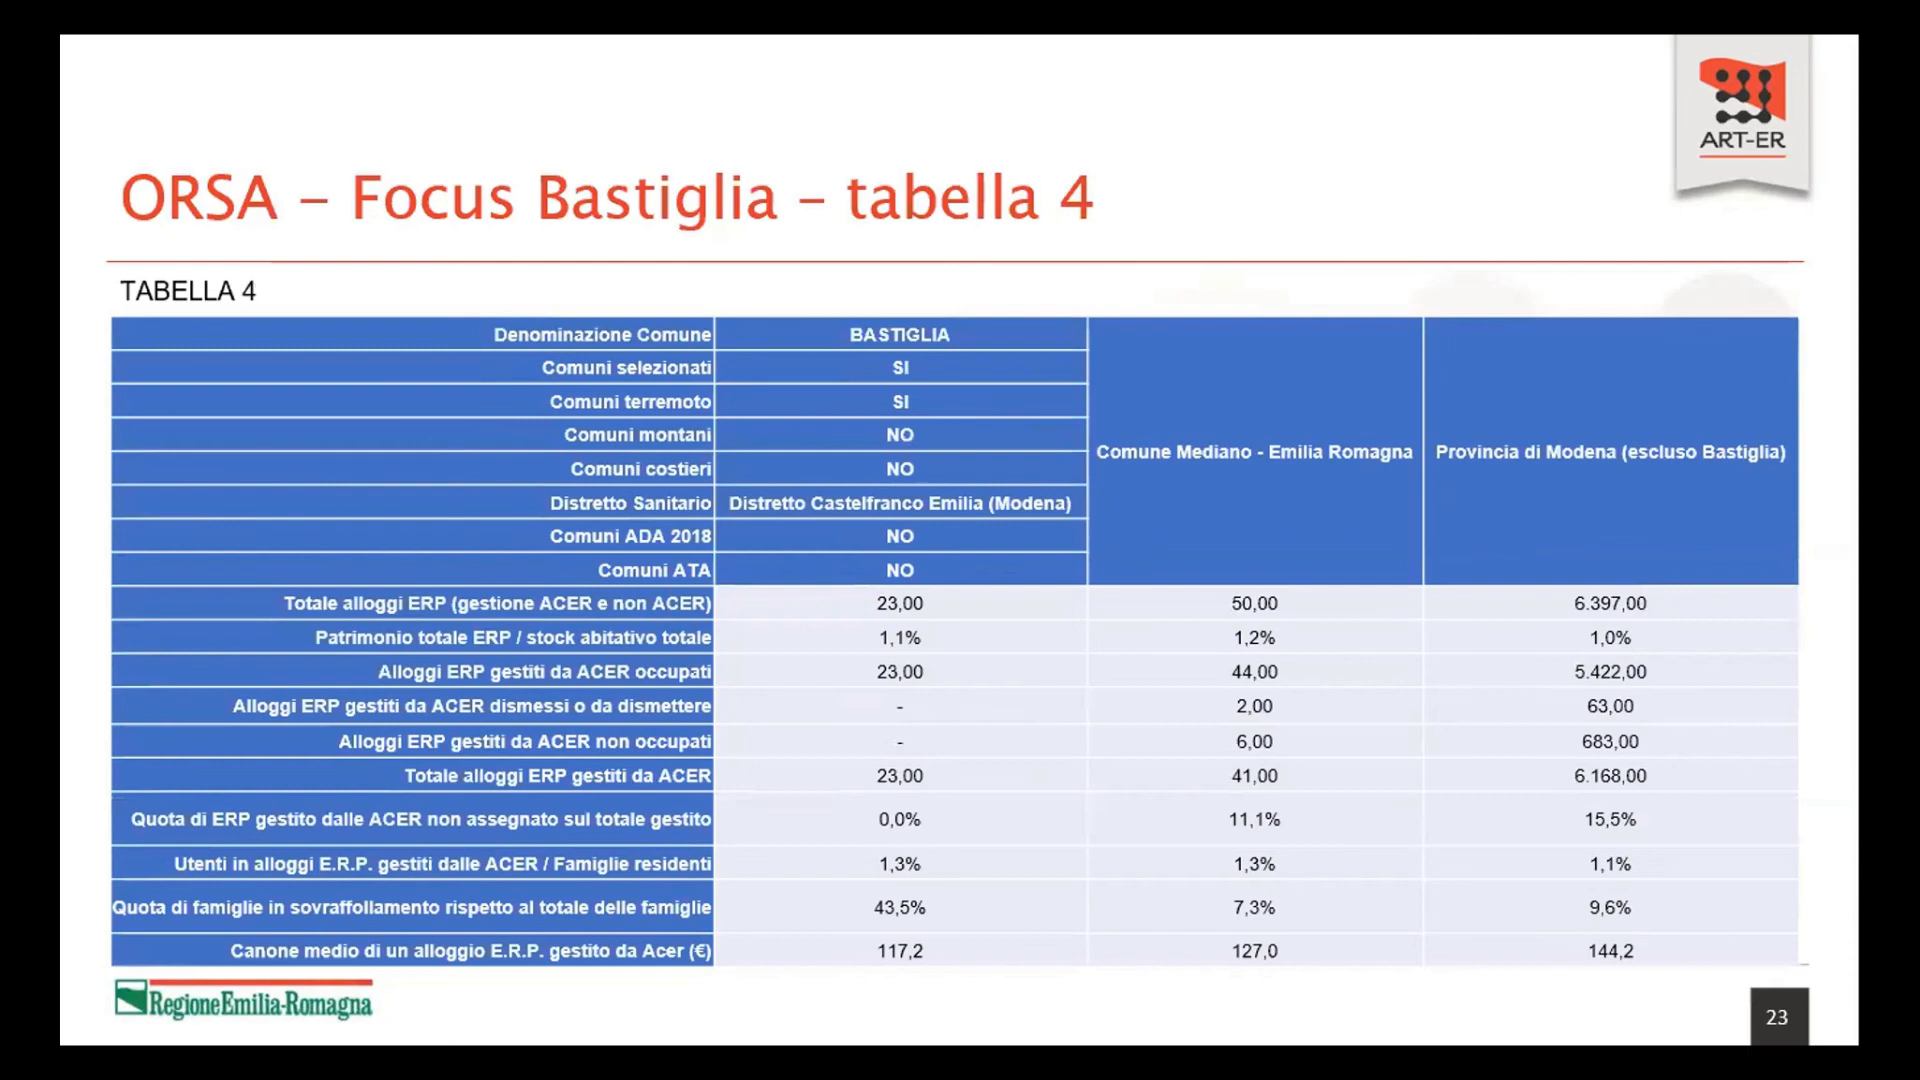 ART-ER
ORSA – Focus Bastiglia – tabella 4
TABELLA 4
Denominazione Comune BASTIGLIA
Comuni selezionati SI
Comuni terremoto SI
Comuni montani NO
Comuni costieri NO
Comune Mediano - Emilia Romagna Provincia di Modena (escluso Bastiglia)
Distretto Sanitario Distretto Castelfranco Emilia (Modena)
Comuni ADA 2018 NO
Comuni ATA NO
Totale alloggi ERP (gestione ACER e non ACER) 23,00 50,00 6.397,00
Patrimonio totale ERP / stock abitativo totale 1,1% 1,2% 1,0%
Alloggi ERP gestiti da ACER occupati 23,00 44,00 5.422,00
Alloggi ERP gestiti da ACER dismessi o da dismettere - 2,00 63,00
Alloggi ERP gestiti da ACER non occupati - 6,00 683,00
Totale alloggi ERP gestiti da ACER 23,00 41,00 6.168,00
Quota di ERP gestito dalle ACER non assegnato sul totale gestito 0,0% 11,1% 15,5%
Utenti in alloggi E.R.P. gestiti dalle ACER / Famiglie residenti 1,3% 1,3% 1,1%
Quota di famiglie in sovraffollamento rispetto al totale delle famiglie 43,5% 7,3% 9,6%
Canone medio di un alloggio E.R.P. gestito da Acer (€) 117,2 127,0 144,2
RegioneEmilia-Romagna
23